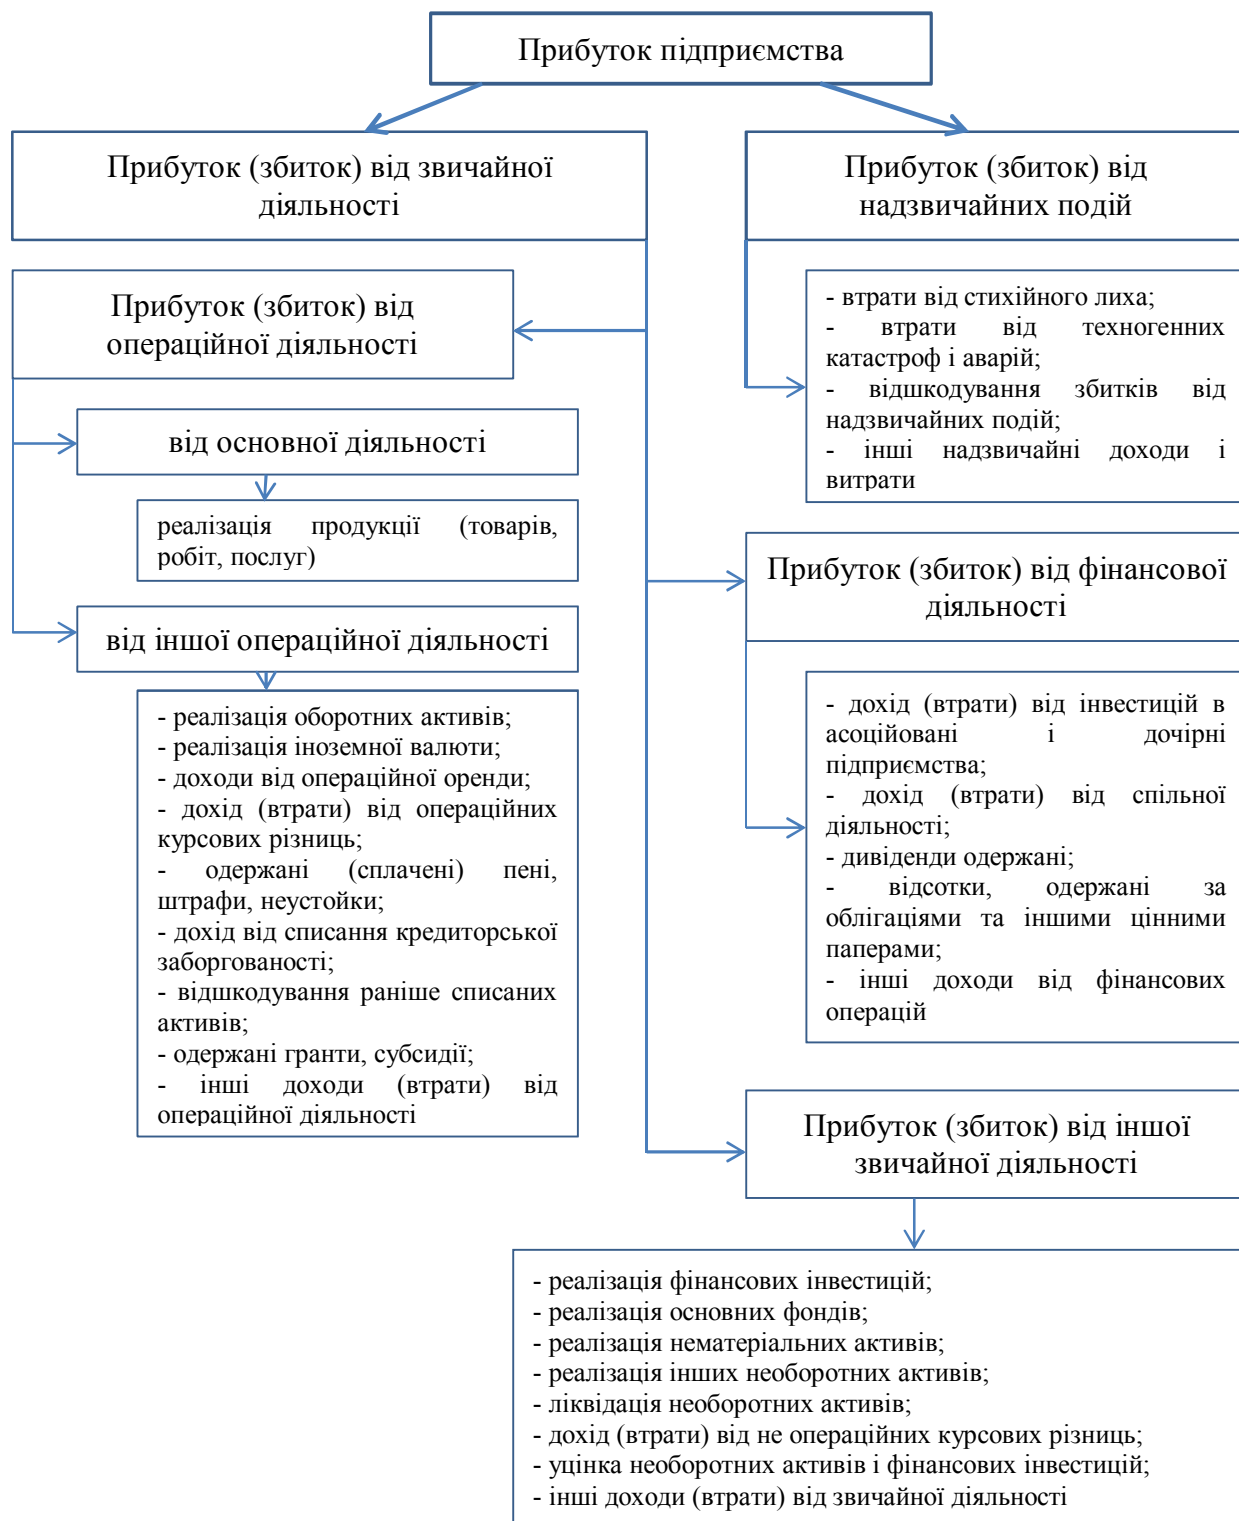 Прибуток підприємства
Прибуток (збиток) від звичайної
діяльності
Прибуток (збиток) від
надзвичайних подій
Прибуток (збиток) від
операційної діяльності
- втрати від стихійного лиха;
- втрати від техногенних
катастроф і аварій;
- відшкодування збитків від
надзвичайних подій;
- інші надзвичайні доходи і
витрати
від основної діяльності
реалізація продукції (товарів,
робіт, послуг)
Прибуток (збиток) від фінансової
діяльності
від іншої операційної діяльності
- реалізація оборотних активів;
- реалізація іноземної валюти;
- доходи від операційної оренди;
- дохід (втрати) від операційних
курсових різниць;
- одержані (сплачені) пені,
штрафи, неустойки;
- дохід від списання кредиторської
заборгованості;
- відшкодування раніше списаних
активів;
- одержані гранти, субсидії;
- інші доходи (втрати) від
операційної діяльності
- дохід (втрати) від інвестицій в
асоційовані і дочірні
підприємства;
- дохід (втрати) від спільної
діяльності;
- дивіденди одержані;
- відсотки, одержані за
облігаціями та іншими цінними
паперами;
- інші доходи від фінансових
операцій
Прибуток (збиток) від іншої
звичайної діяльності
- реалізація фінансових інвестицій;
- реалізація основних фондів;
- реалізація нематеріальних активів;
- реалізація інших необоротних активів;
- ліквідація необоротних активів;
- дохід (втрати) від не операційних курсових різниць;
- уцінка необоротних активів і фінансових інвестицій;
- інші доходи (втрати) від звичайної діяльності